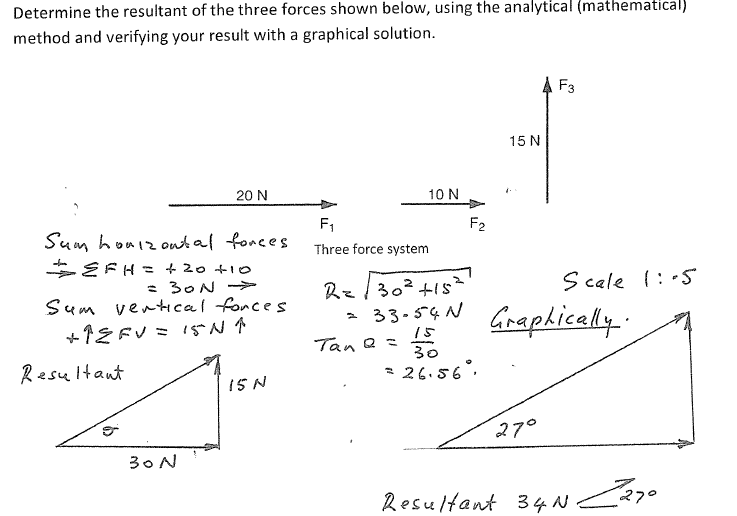 Determine the resultant of the three forces shown below, using the analytical (mathematical)
method and verifying your result with a graphical solution.
F3
15 N
20 N
10 N
F1
F2
Three force system
Sum horizontal forces
+→ ΣFH = +20 +10
= 30N →
Sum vertical forces
+↑ΣFV = 15N ↑
Resultant
15 N
θ
30 N
R = √30² + 15²
= 33.54 N
Tan θ = 15/30
= 26.56°.
Scale 1:.5
Graphically.
27°
Resultant 34 N ∠27°